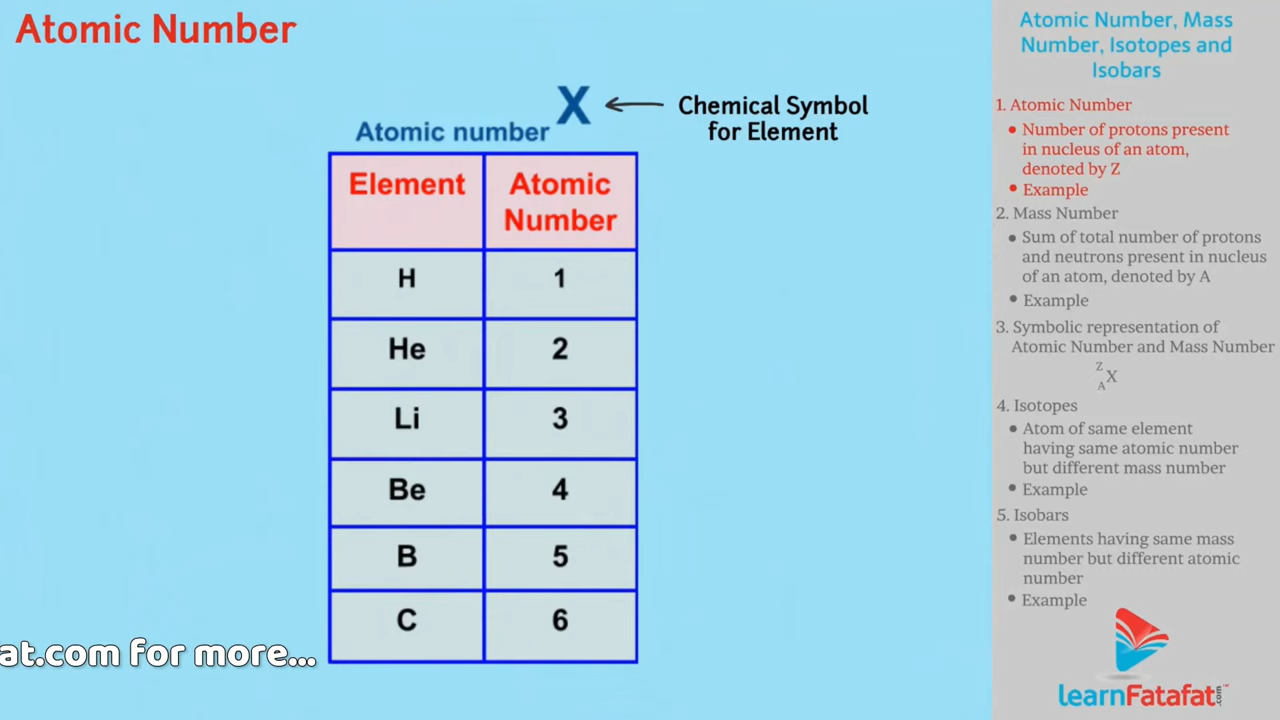 Atomic Number
X
Chemical Symbol
for Element
Atomic number
Element Atomic
Number
H 1
He 2
Li 3
Be 4
B 5
C 6
at.com for more...
Atomic Number, Mass
Number, Isotopes and
Isobars
1. Atomic Number
• Number of protons present
in nucleus of an atom,
denoted by Z
• Example
2. Mass Number
• Sum of total number of protons
and neutrons present in nucleus
of an atom, denoted by A
• Example
3. Symbolic representation of
Atomic Number and Mass Number
Z
X
A
4. Isotopes
• Atom of same element
having same atomic number
but different mass number
• Example
5. Isobars
• Elements having same mass
number but different atomic
number
• Example
learnFatafat.com™